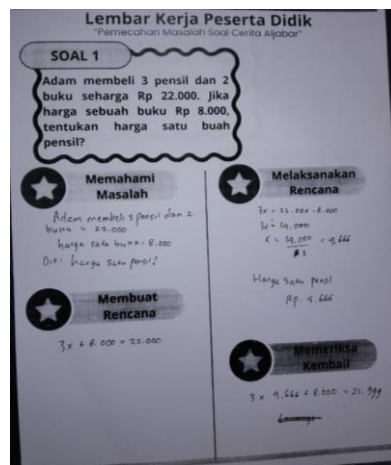 Lembar Kerja Peserta Didik
"Pemecahan Masalah Soal Cerita Aljabar"
SOAL 1
Adam membeli 3 pensil dan 2
buku seharga Rp 22.000. Jika
harga sebuah buku Rp 8.000,
tentukan harga satu buah
pensil?
Memahami
Masalah
Adam membeli 3 pensil dan 2
buku = 22.000
harga satu buku = 8.000
Dit: harga satu pensil?
Membuat
Rencana
3x + 8.000 = 22.000
Melaksanakan
Rencana
3x = 22.000 - 8.000
3x = 14.000
x = 14.000 = 4,666
3
Harga satu pensil
Rp. 4.666
Memeriksa
Kembali
3 x 4.666 + 8.000 = 21.999